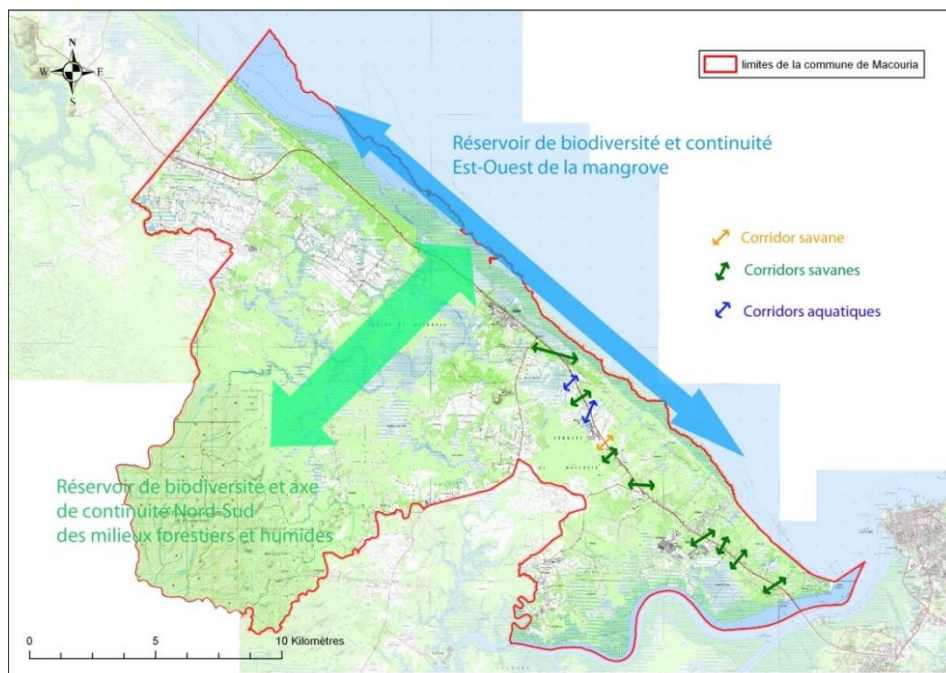 N
W E
S
limites de la commune de Macouria
Réservoir de biodiversité et continuité
Est-Ouest de la mangrove
Corridor savane
Corridors savanes
Corridors aquatiques
Réservoir de biodiversité et axe
de continuité Nord-Sud
des milieux forestiers et humides
0 5 10 Kilomètres